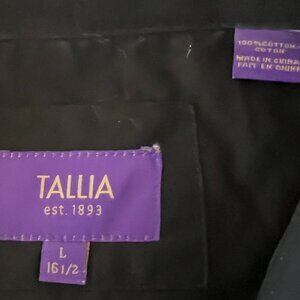 100% COTTON
COTON
MADE IN CHINA
FAIT EN CHINE
TALLIA
est. 1893
L
16 1/2